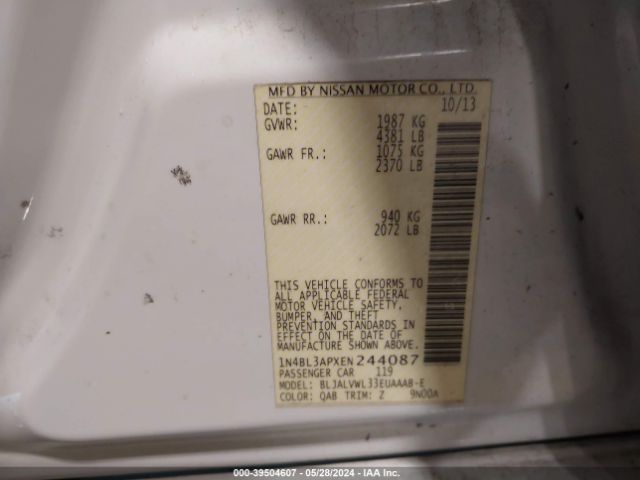 MFD BY NISSAN MOTOR CO., LTD.
DATE: 10/13
GVWR: 1987 KG
4381 LB
GAWR FR.: 1075 KG
2370 LB
GAWR RR.: 940 KG
2072 LB
THIS VEHICLE CONFORMS TO
ALL APPLICABLE FEDERAL
MOTOR VEHICLE SAFETY,
BUMPER, AND THEFT
PREVENTION STANDARDS IN
EFFECT ON THE DATE OF
MANUFACTURE SHOWN ABOVE.
1N4BL3APXEN244087
PASSENGER CAR 119
MODEL: BLJALVWL33EUAAAB-E
COLOR: QAB TRIM: Z 9N00A
000-39504607 - 05/28/2024 - IAA Inc.